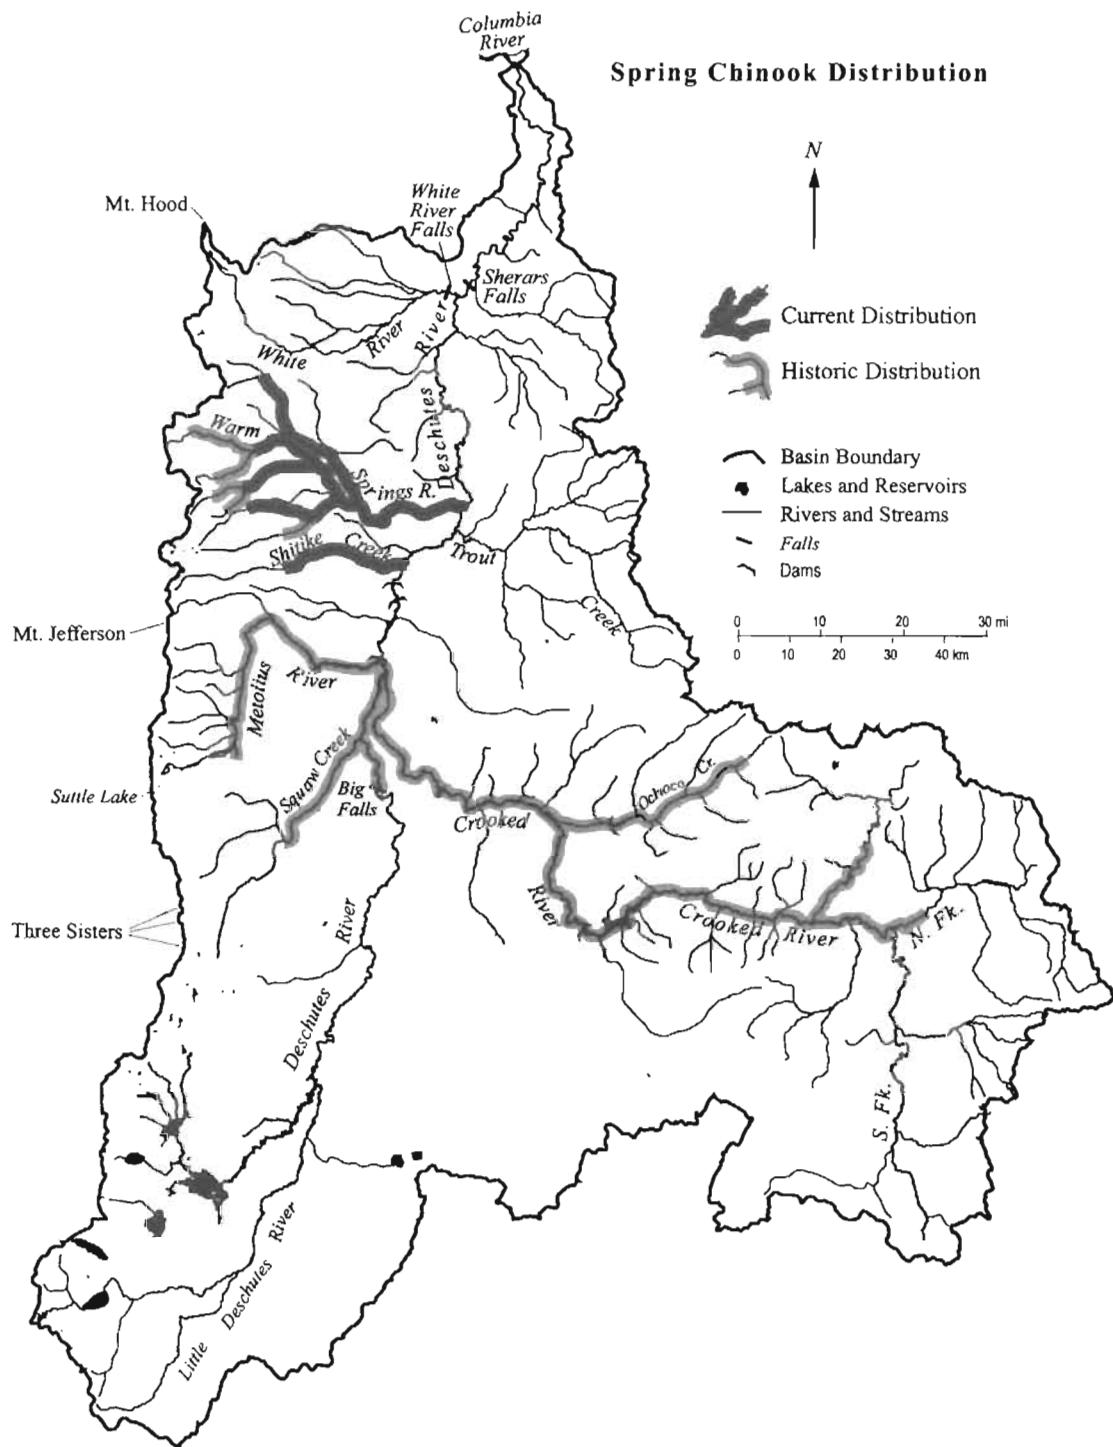 Columbia
River
Spring Chinook Distribution
N
Mt. Hood
White
River
Falls
Sherars
Falls
Current Distribution
Historic Distribution
River
River
White
Deschutes
Warm
Springs R.
Basin Boundary
Lakes and Reservoirs
Rivers and Streams
Falls
Dams
Shitike Creek
Trout
Creek
0 10 20 30 mi
0 10 20 30 40 km
Mt. Jefferson
Metolius
River
Squaw Creek
Big
Falls
Suttle Lake
Ochoco Cr.
Crooked
River
Crooked River
N. Fk.
Three Sisters
River
Deschutes
S. Fk.
Little Deschutes River